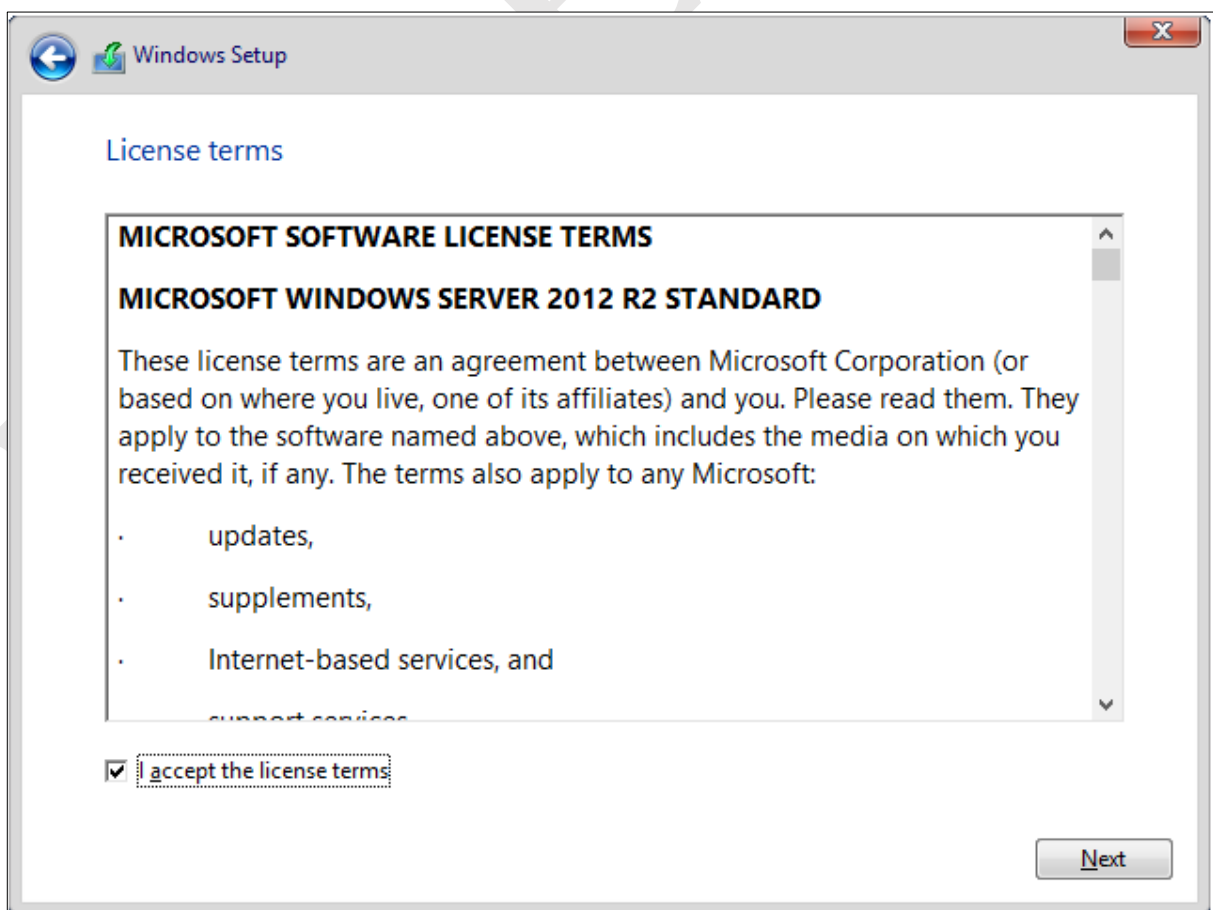 Windows Setup
License terms
MICROSOFT SOFTWARE LICENSE TERMS
MICROSOFT WINDOWS SERVER 2012 R2 STANDARD
These license terms are an agreement between Microsoft Corporation (or
based on where you live, one of its affiliates) and you. Please read them. They
apply to the software named above, which includes the media on which you
received it, if any. The terms also apply to any Microsoft:
· updates,
· supplements,
· Internet-based services, and
support services
I accept the license terms
Next